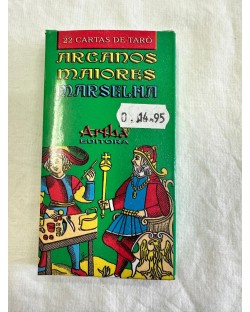 22 CARTAS DE TARÔ
ARCANOS
MAIORES
MARSELHA
0.14.95
Artha
EDITORA